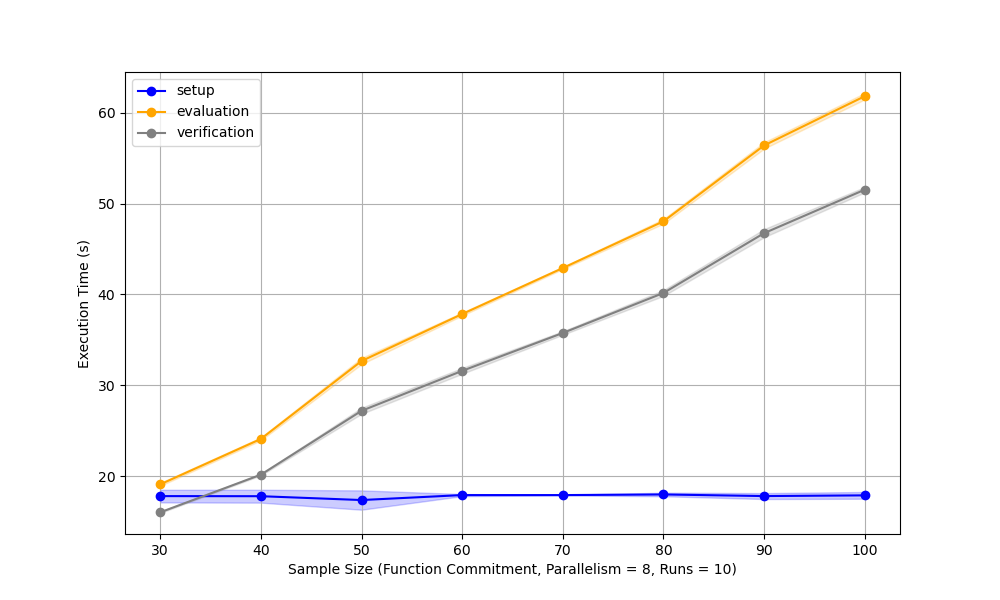 setup
evaluation
verification
60
50
40
30
20
Execution Time (s)
30 40 50 60 70 80 90 100
Sample Size (Function Commitment, Parallelism = 8, Runs = 10)